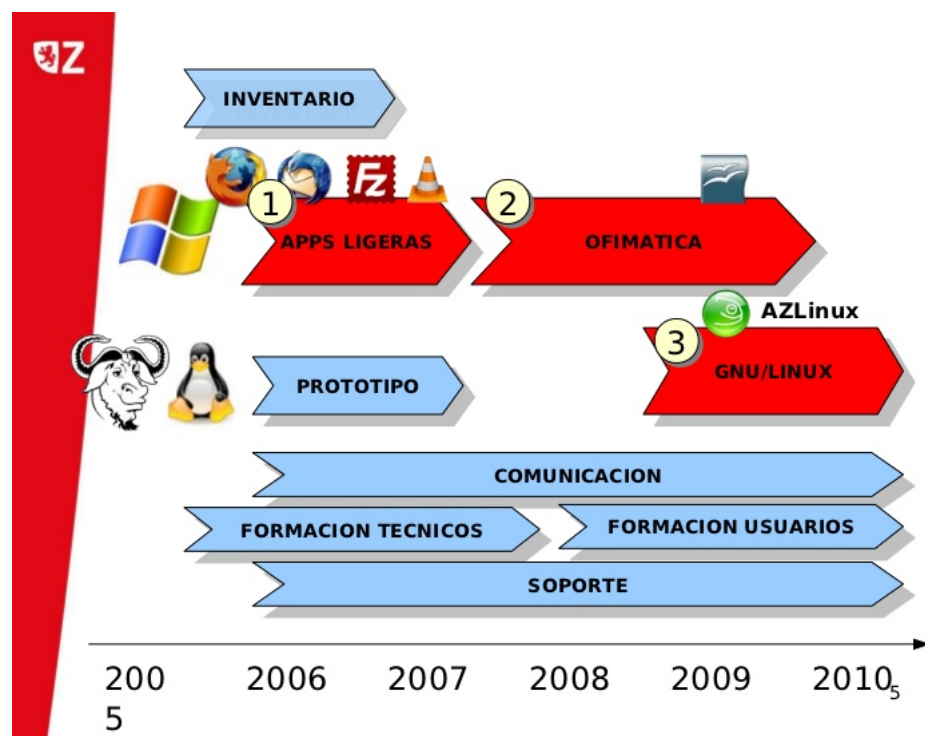 Z
INVENTARIO
Fz
1
APPS LIGERAS
2
OFIMATICA
AZLinux
3
GNU/LINUX
PROTOTIPO
COMUNICACION
FORMACION TECNICOS
FORMACION USUARIOS
SOPORTE
200
5
2006
2007
2008
2009
2010
5